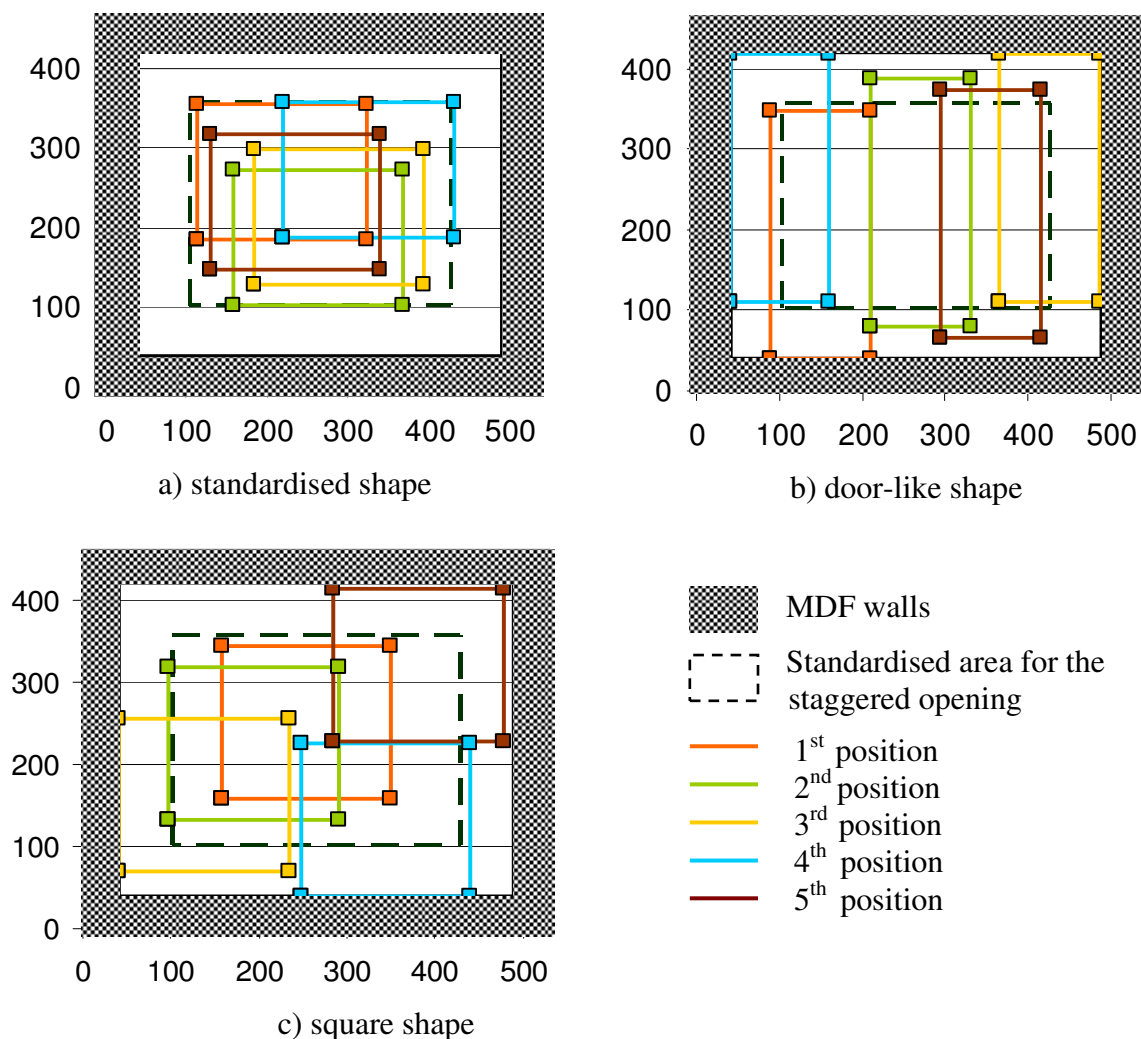 400
300
200
100
0
0 100 200 300 400 500
a) standardised shape
400
300
200
100
0
0 100 200 300 400 500
b) door-like shape
400
300
200
100
0
0 100 200 300 400 500
c) square shape
MDF walls
Standardised area for the
staggered opening
1st position
2nd position
3rd position
4th position
5th position